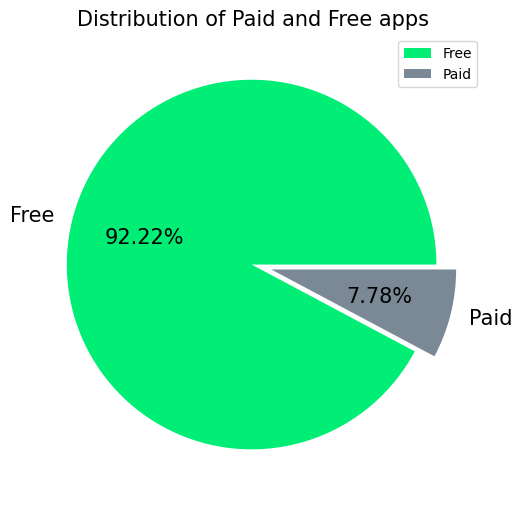 Distribution of Paid and Free apps
Free
Paid
Free
92.22%
7.78%
Paid